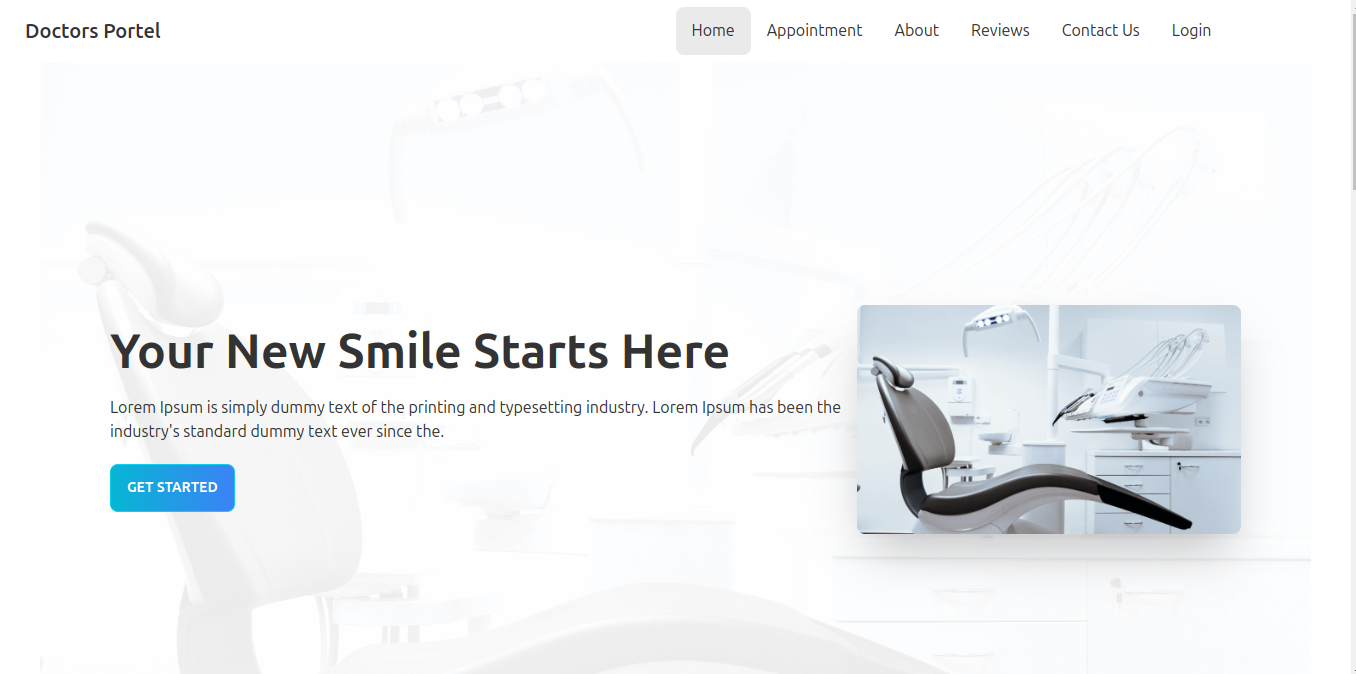 Doctors Portel
Home
Appointment
About
Reviews
Contact Us
Login
Your New Smile Starts Here
Lorem Ipsum is simply dummy text of the printing and typesetting industry. Lorem Ipsum has been the
industry's standard dummy text ever since the.
GET STARTED